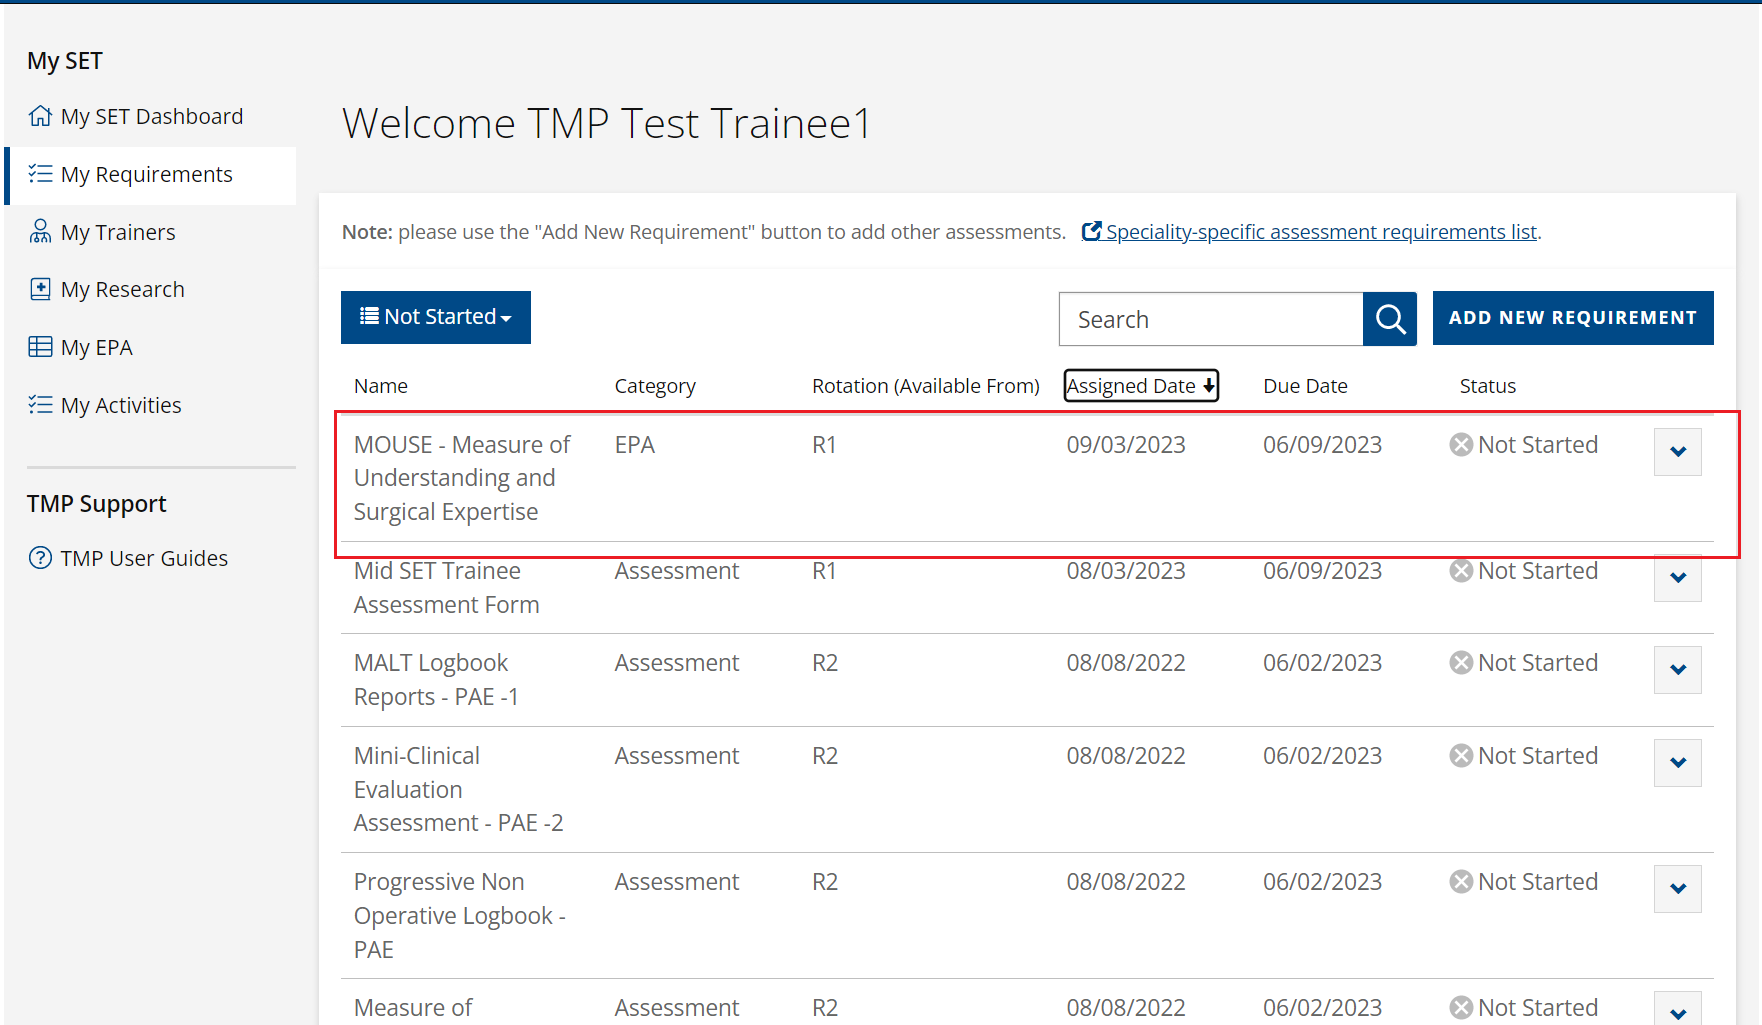 My SET
My SET Dashboard
My Requirements
My Trainers
My Research
My EPA
My Activities
TMP Support
TMP User Guides
Welcome TMP Test Trainee1
Note: please use the "Add New Requirement" button to add other assessments. Speciality-specific assessment requirements list.
Not Started
Search
ADD NEW REQUIREMENT
Name Category Rotation (Available From) Assigned Date Due Date Status
MOUSE - Measure of EPA R1 09/03/2023 06/09/2023 Not Started
Understanding and
Surgical Expertise
Mid SET Trainee Assessment R1 08/03/2023 06/09/2023 Not Started
Assessment Form
MALT Logbook Assessment R2 08/08/2022 06/02/2023 Not Started
Reports - PAE -1
Mini-Clinical Assessment R2 08/08/2022 06/02/2023 Not Started
Evaluation
Assessment - PAE -2
Progressive Non Assessment R2 08/08/2022 06/02/2023 Not Started
Operative Logbook -
PAE
Measure of Assessment R2 08/08/2022 06/02/2023 Not Started